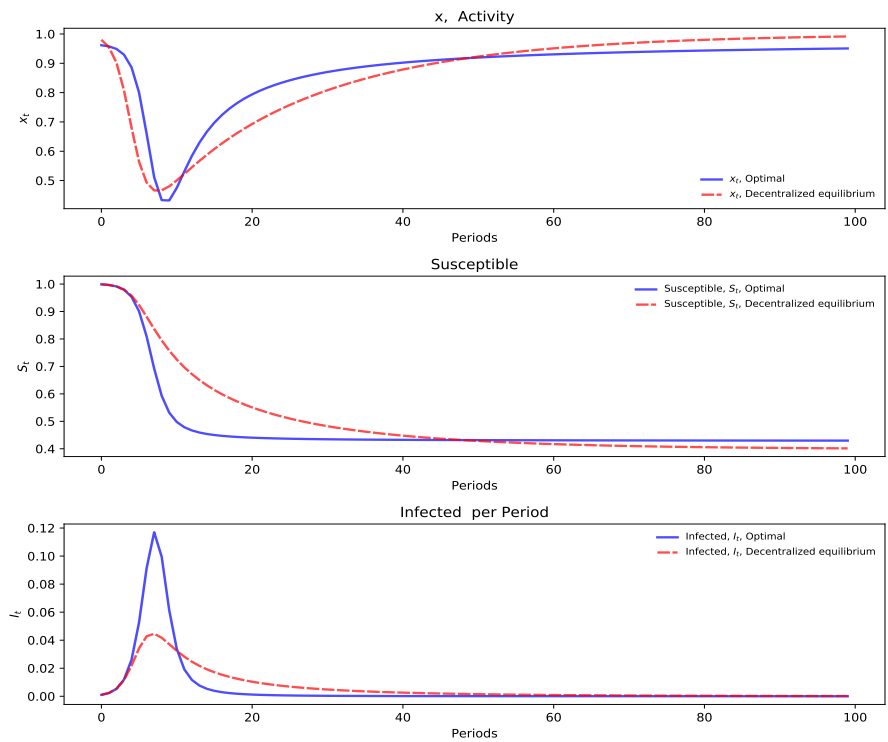 x,  Activity
1.0
0.9
0.8
0.7
0.6
0.5
x_t
0 20 40 60 80 100
Periods
x_t, Optimal
x_t, Decentralized equilibrium
Susceptible
1.0
0.9
0.8
0.7
0.6
0.5
0.4
S_t
0 20 40 60 80 100
Periods
Susceptible, S_t, Optimal
Susceptible, S_t, Decentralized equilibrium
Infected  per Period
0.12
0.10
0.08
0.06
0.04
0.02
0.00
I_t
0 20 40 60 80 100
Periods
Infected, I_t, Optimal
Infected, I_t, Decentralized equilibrium